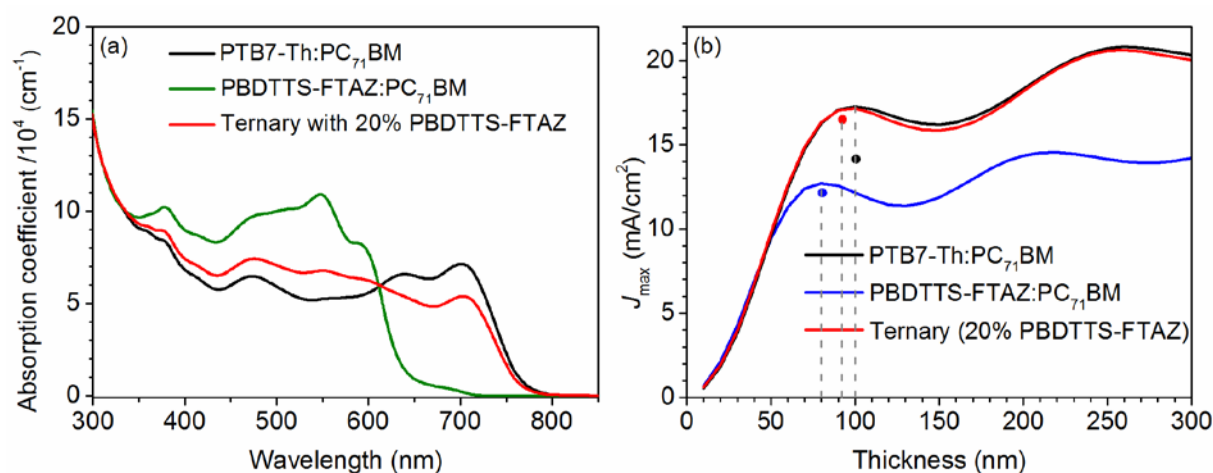 (a)
PTB7-Th:PC71BM
PBDTTS-FTAZ:PC71BM
Ternary with 20% PBDTTS-FTAZ
Absorption coefficient /10^4 (cm^-1)
20
15
10
5
0
300 400 500 600 700 800
Wavelength (nm)
(b)
PTB7-Th:PC71BM
PBDTTS-FTAZ:PC71BM
Ternary (20% PBDTTS-FTAZ)
Jmax (mA/cm²)
20
15
10
5
0
0 50 100 150 200 250 300
Thickness (nm)